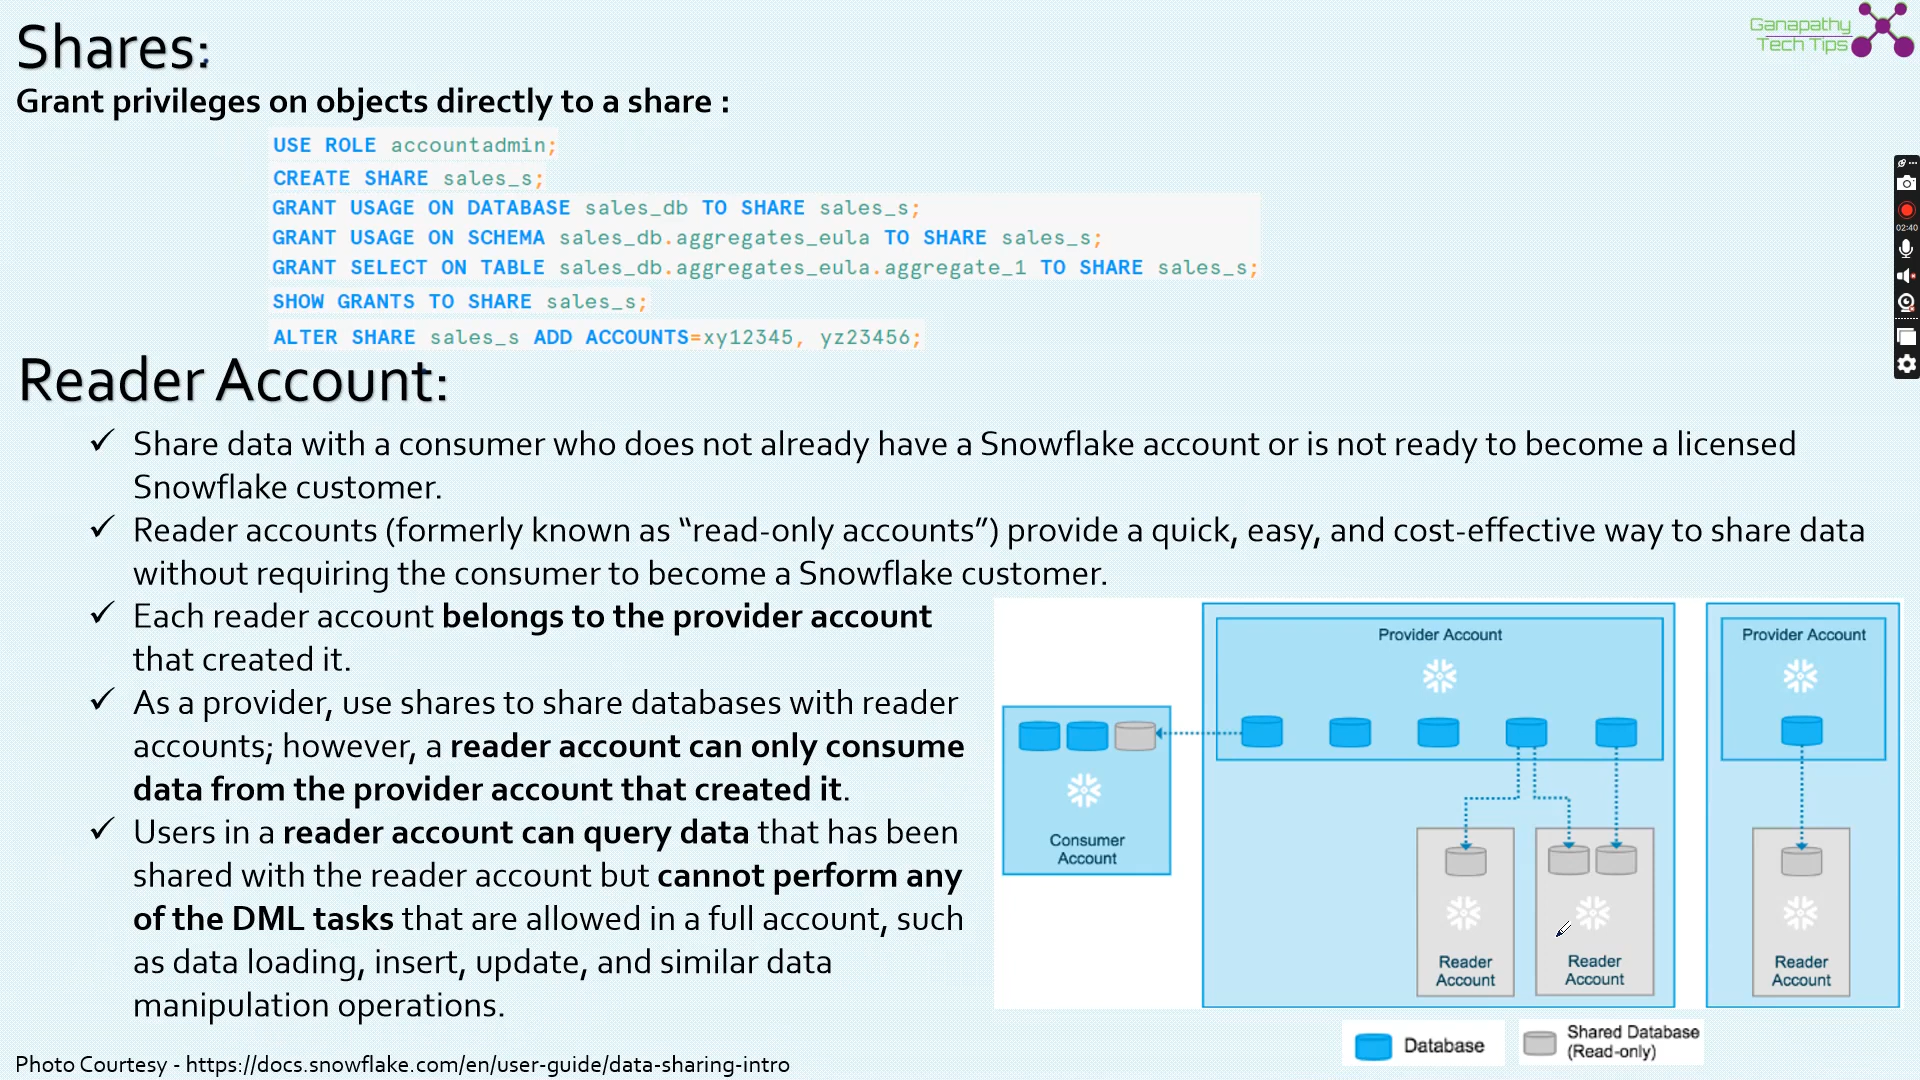 Shares:
Ganapathy
Tech Tips
Grant privileges on objects directly to a share :
USE ROLE accountadmin;
CREATE SHARE sales_s;
GRANT USAGE ON DATABASE sales_db TO SHARE sales_s;
GRANT USAGE ON SCHEMA sales_db.aggregates_eula TO SHARE sales_s;
GRANT SELECT ON TABLE sales_db.aggregates_eula.aggregate_1 TO SHARE sales_s;
SHOW GRANTS TO SHARE sales_s;
ALTER SHARE sales_s ADD ACCOUNTS=xy12345, yz23456;
02:40
Reader Account:
✓ Share data with a consumer who does not already have a Snowflake account or is not ready to become a licensed
Snowflake customer.
✓ Reader accounts (formerly known as “read-only accounts”) provide a quick, easy, and cost-effective way to share data
without requiring the consumer to become a Snowflake customer.
✓ Each reader account belongs to the provider account
that created it.
✓ As a provider, use shares to share databases with reader
accounts; however, a reader account can only consume
data from the provider account that created it.
✓ Users in a reader account can query data that has been
shared with the reader account but cannot perform any
of the DML tasks that are allowed in a full account, such
as data loading, insert, update, and similar data
manipulation operations.
Provider Account
Provider Account
Consumer
Account
Reader
Account
Reader
Account
Reader
Account
Database
Shared Database
(Read-only)
Photo Courtesy - https://docs.snowflake.com/en/user-guide/data-sharing-intro